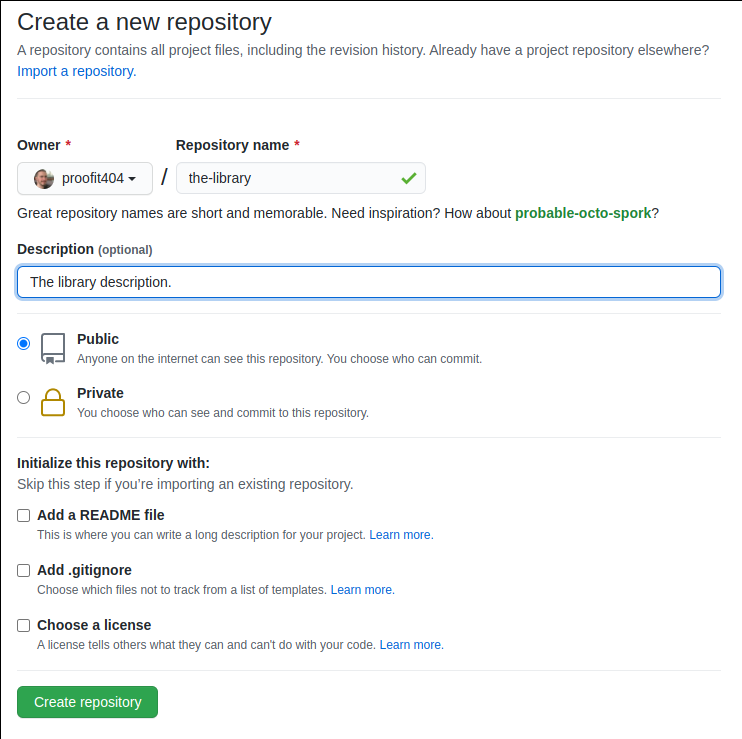 Create a new repository
A repository contains all project files, including the revision history. Already have a project repository elsewhere?
Import a repository.
Owner * Repository name *
proofit404 / the-library
Great repository names are short and memorable. Need inspiration? How about probable-octo-spork?
Description (optional)
The library description.
Public
Anyone on the internet can see this repository. You choose who can commit.
Private
You choose who can see and commit to this repository.
Initialize this repository with:
Skip this step if you’re importing an existing repository.
Add a README file
This is where you can write a long description for your project. Learn more.
Add .gitignore
Choose which files not to track from a list of templates. Learn more.
Choose a license
A license tells others what they can and can't do with your code. Learn more.
Create repository